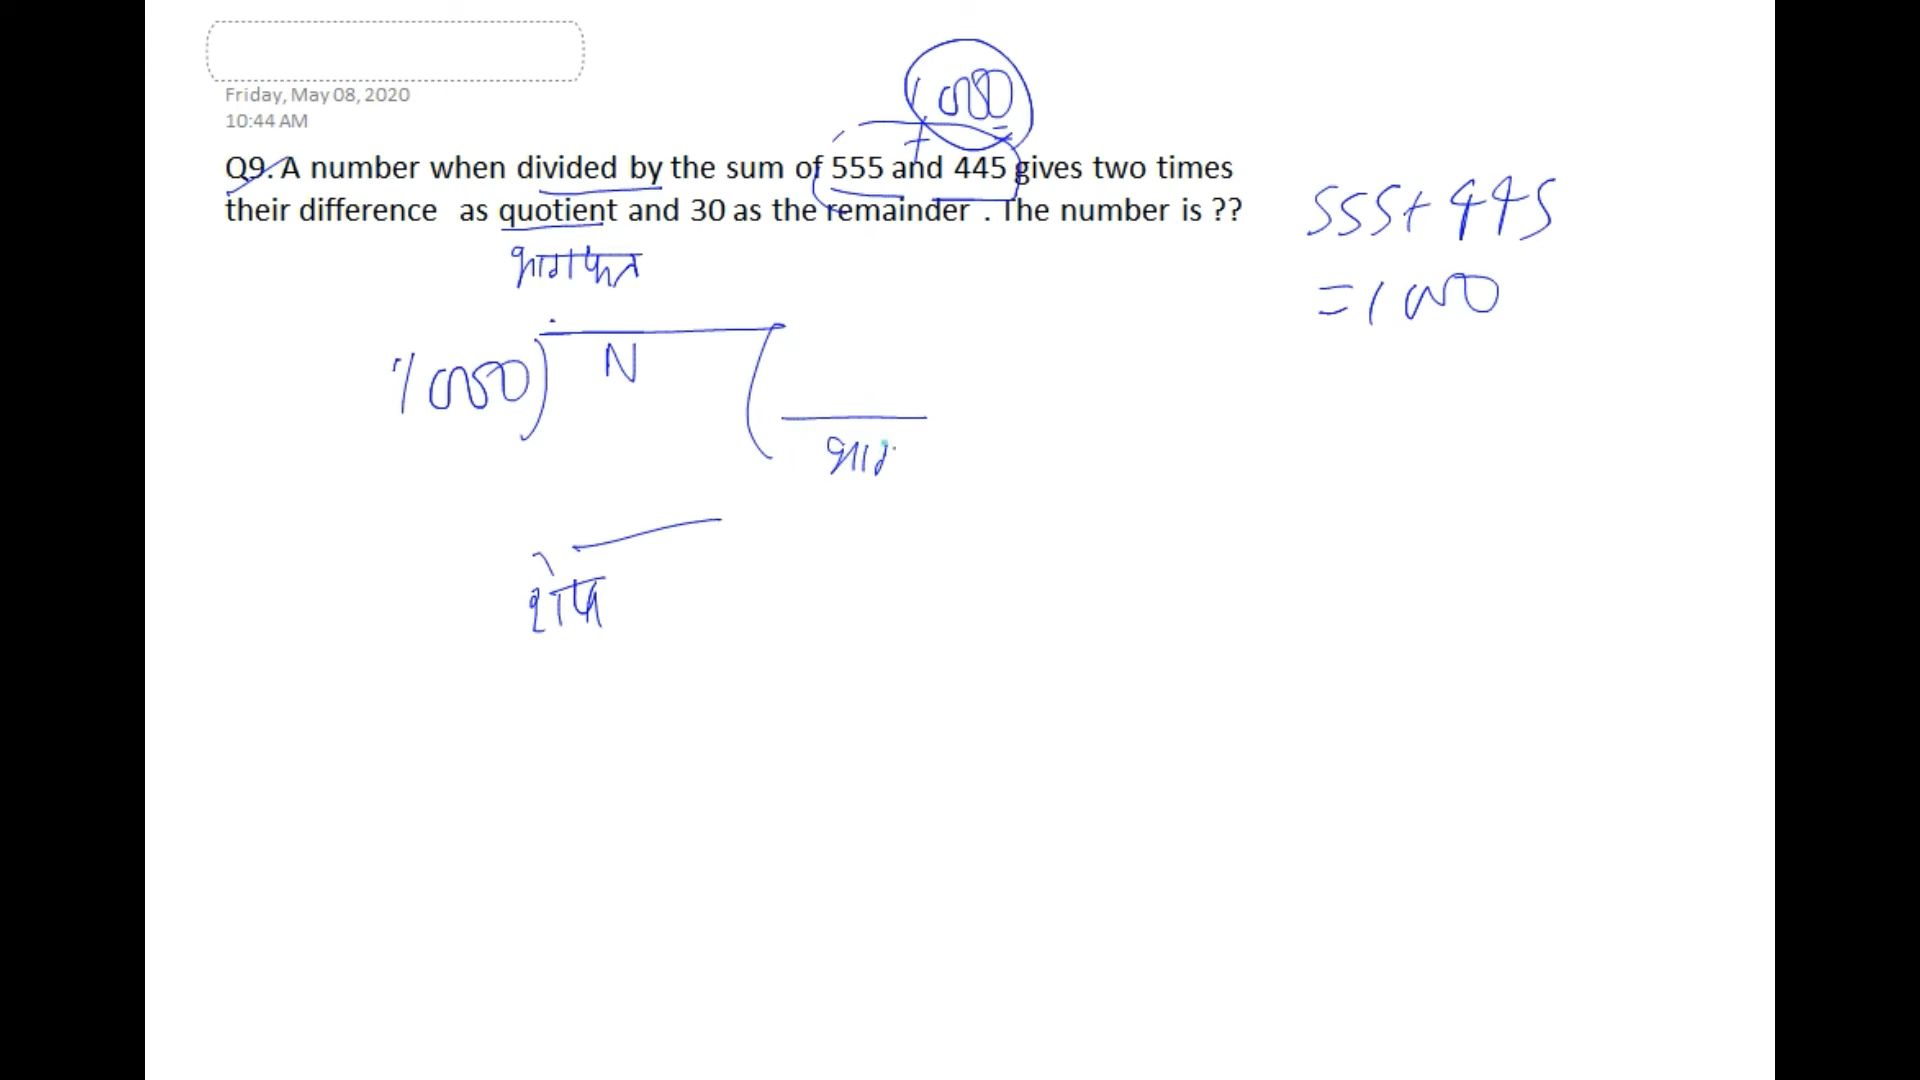 Friday, May 08, 2020
10:44 AM
1000
+
Q9. A number when divided by the sum of 555 and 445 gives two times
their difference as quotient and 30 as the remainder . The number is ??
555+445
=1000
भागफल
1000) N (
भाग
शेष